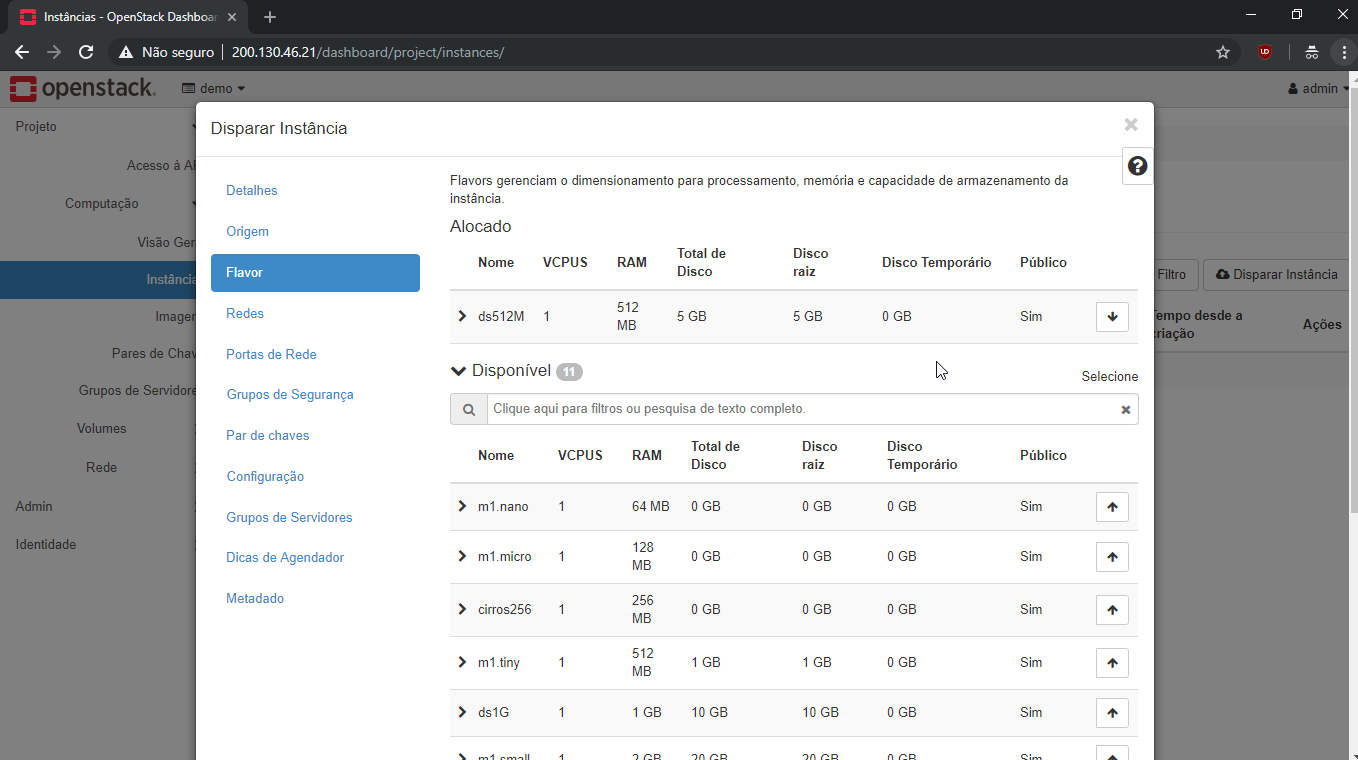 Instâncias - OpenStack Dashboar
Não seguro | 200.130.46.21/dashboard/project/instances/
openstack.
demo
admin
Projeto
Acesso à AP
Computação
Visão Ger
Instância
Imagen
Pares de Chav
Grupos de Servidore
Volumes
Rede
Admin
Identidade
Filtro
Disparar Instância
Tempo desde a
criação
Ações
Disparar Instância
Detalhes
Origem
Flavor
Redes
Portas de Rede
Grupos de Segurança
Par de chaves
Configuração
Grupos de Servidores
Dicas de Agendador
Metadado
Flavors gerenciam o dimensionamento para processamento, memória e capacidade de armazenamento da
instância.
Alocado
Nome VCPUS RAM Total de Disco Disco raiz Disco Temporário Público
ds512M 1 512 MB 5 GB 5 GB 0 GB Sim
Disponível 11
Selecione
Clique aqui para filtros ou pesquisa de texto completo.
Nome VCPUS RAM Total de Disco Disco raiz Disco Temporário Público
m1.nano 1 64 MB 0 GB 0 GB 0 GB Sim
m1.micro 1 128 MB 0 GB 0 GB 0 GB Sim
cirros256 1 256 MB 0 GB 0 GB 0 GB Sim
m1.tiny 1 512 MB 1 GB 1 GB 0 GB Sim
ds1G 1 1 GB 10 GB 10 GB 0 GB Sim
m1.small 1 2 GB 20 GB 20 GB 0 GB Sim